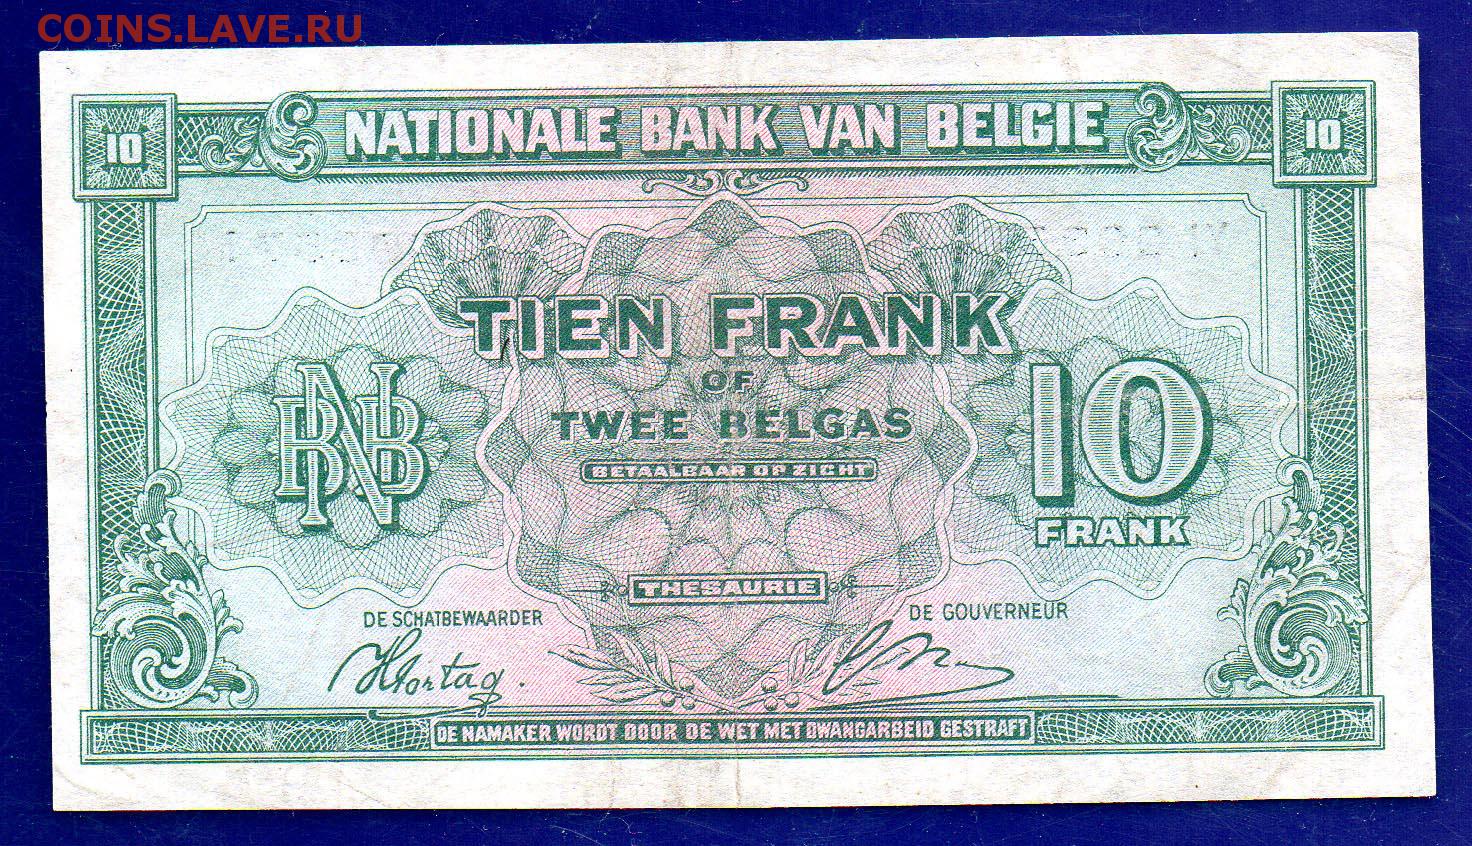 COINS.LAVE.RU
NATIONALE BANK VAN BELGIE
10
10
TIEN FRANK
OF
TWEE BELGAS
BETAALBAAR OP ZICHT
BNB
10
FRANK
THESAURIE
DE SCHATBEWAARDER
DE GOUVERNEUR
DE NAMAKER WORDT DOOR DE WET MET DWANGARBEID GESTRAFT